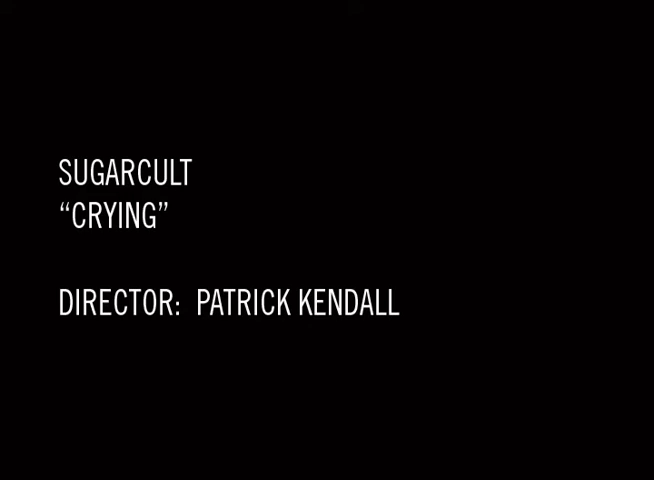 SUGARCULT
“CRYING”
DIRECTOR: PATRICK KENDALL